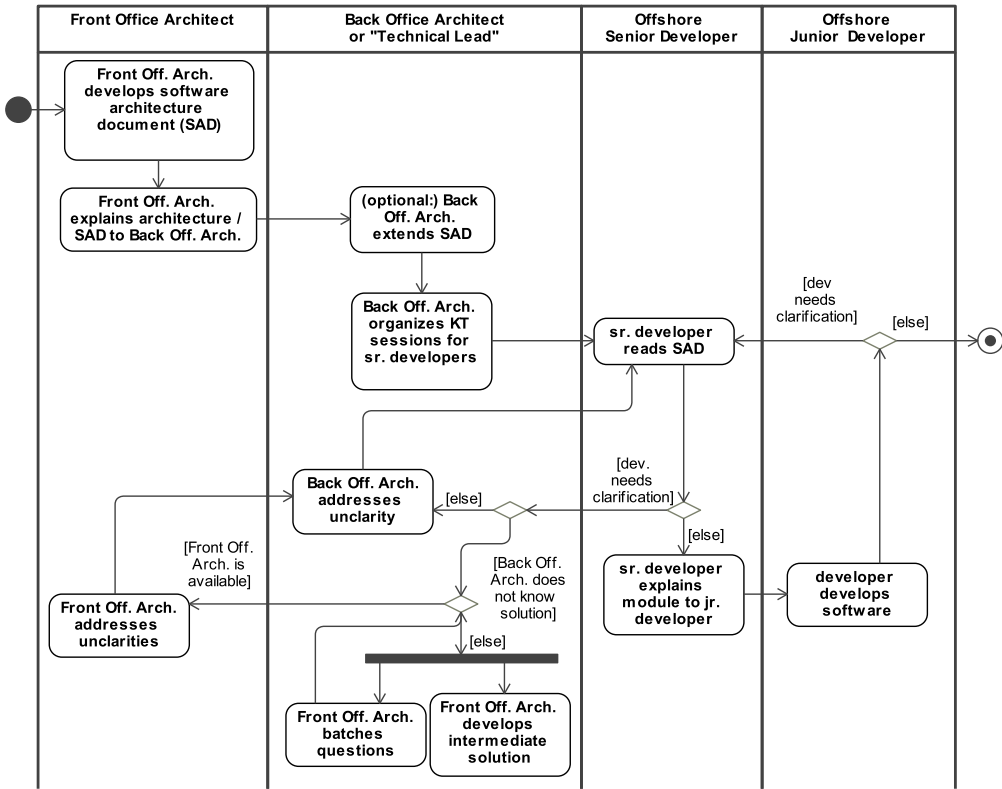 Front Office Architect
Back Office Architect
or "Technical Lead"
Offshore
Senior Developer
Offshore
Junior Developer
Front Off. Arch.
develops software
architecture
document (SAD)
Front Off. Arch.
explains architecture /
SAD to Back Off. Arch.
(optional:) Back
Off. Arch.
extends SAD
Back Off. Arch.
organizes KT
sessions for
sr. developers
sr. developer
reads SAD
[dev
needs
clarification]
[else]
[dev.
needs
clarification]
[else]
Back Off. Arch.
addresses
unclarity
[else]
[Front Off.
Arch. is
available]
[Back Off.
Arch. does
not know
solution]
sr. developer
explains
module to jr.
developer
developer
develops
software
Front Off. Arch.
addresses
unclarities
[else]
Front Off. Arch.
batches
questions
Front Off. Arch.
develops
intermediate
solution